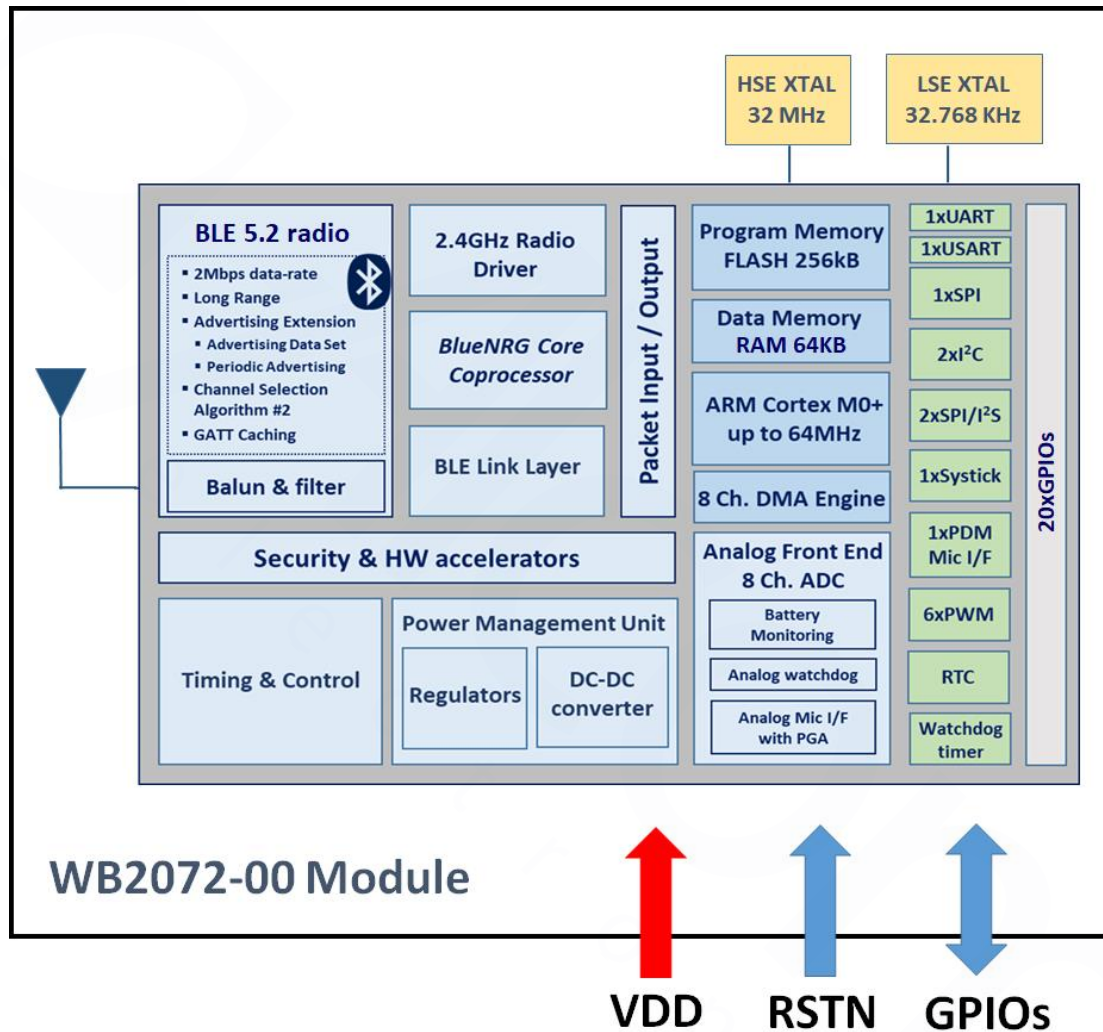 HSE XTAL
32 MHz
LSE XTAL
32.768 KHz
BLE 5.2 radio
▪ 2Mbps data-rate
▪ Long Range
▪ Advertising Extension
▪ Advertising Data Set
▪ Periodic Advertising
▪ Channel Selection
Algorithm #2
▪ GATT Caching
Balun & filter
2.4GHz Radio
Driver
BlueNRG Core
Coprocessor
BLE Link Layer
Packet Input / Output
Security & HW accelerators
Timing & Control
Power Management Unit
Regulators
DC-DC
converter
Program Memory
FLASH 256kB
Data Memory
RAM 64KB
ARM Cortex M0+
up to 64MHz
8 Ch. DMA Engine
Analog Front End
8 Ch. ADC
Battery
Monitoring
Analog watchdog
Analog Mic I/F
with PGA
1xUART
1xUSART
1xSPI
2xI²C
2xSPI/I²S
1xSystick
1xPDM
Mic I/F
6xPWM
RTC
Watchdog
timer
20xGPIOs
WB2072-00 Module
VDD
RSTN
GPIOs